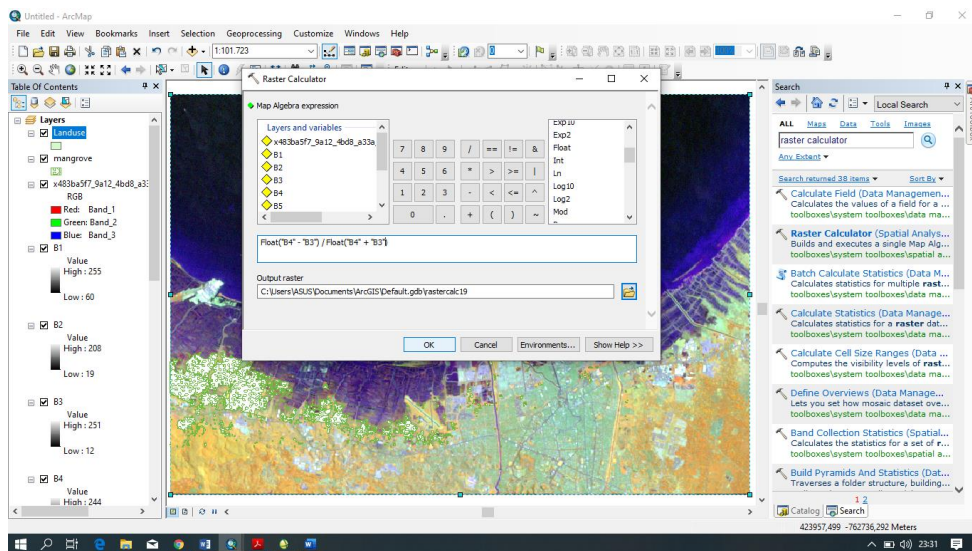 Untitled - ArcMap
File Edit View Bookmarks Insert Selection Geoprocessing Customize Windows Help
1:101.723
Table Of Contents
Layers
Landuse
mangrove
x483ba5f7_9a12_4bd8_a3
RGB
Red: Band_1
Green: Band_2
Blue: Band_3
B1
Value
High : 255
Low : 60
B2
Value
High : 208
Low : 19
B3
Value
High : 251
Low : 12
B4
Value
High : 244
Raster Calculator
Map Algebra expression
Layers and variables
x483ba5f7_9a12_4bd8_a33a
B1
B2
B3
B4
B5
7 8 9 / == != &
4 5 6 * > >= |
1 2 3 - < <= ^
0 . + ( ) ~
Exp10
Exp2
Float
Int
Ln
Log10
Log2
Mod
Float("B4" - "B3") / Float("B4" + "B3")
Output raster
C:\Users\ASUS\Documents\ArcGIS\Default.gdb\rastercalc19
OK Cancel Environments... Show Help >>
Search
Local Search
ALL Maps Data Tools Images
raster calculator
Any Extent
Search returned 38 items Sort By
Calculate Field (Data Managemen...
Calculates the values of a field for a ...
toolboxes\system toolboxes\data ma...
Raster Calculator (Spatial Analys...
Builds and executes a single Map Alg...
toolboxes\system toolboxes\spatial a...
Batch Calculate Statistics (Data M...
Calculates statistics for multiple rast...
toolboxes\system toolboxes\data ma...
Calculate Statistics (Data Manage...
Calculates statistics for a raster dat...
toolboxes\system toolboxes\data ma...
Calculate Cell Size Ranges (Data ...
Computes the visibility levels of rast...
toolboxes\system toolboxes\data ma...
Define Overviews (Data Manage...
Lets you set how mosaic dataset ove...
toolboxes\system toolboxes\data ma...
Band Collection Statistics (Spatial...
Calculates the statistics for a set of r...
toolboxes\system toolboxes\spatial a...
Build Pyramids And Statistics (Dat...
Traverses a folder structure, building...
toolboxes\system toolboxes\data ma...
1 2
Catalog Search
423957,499 -762736,292 Meters
23:31